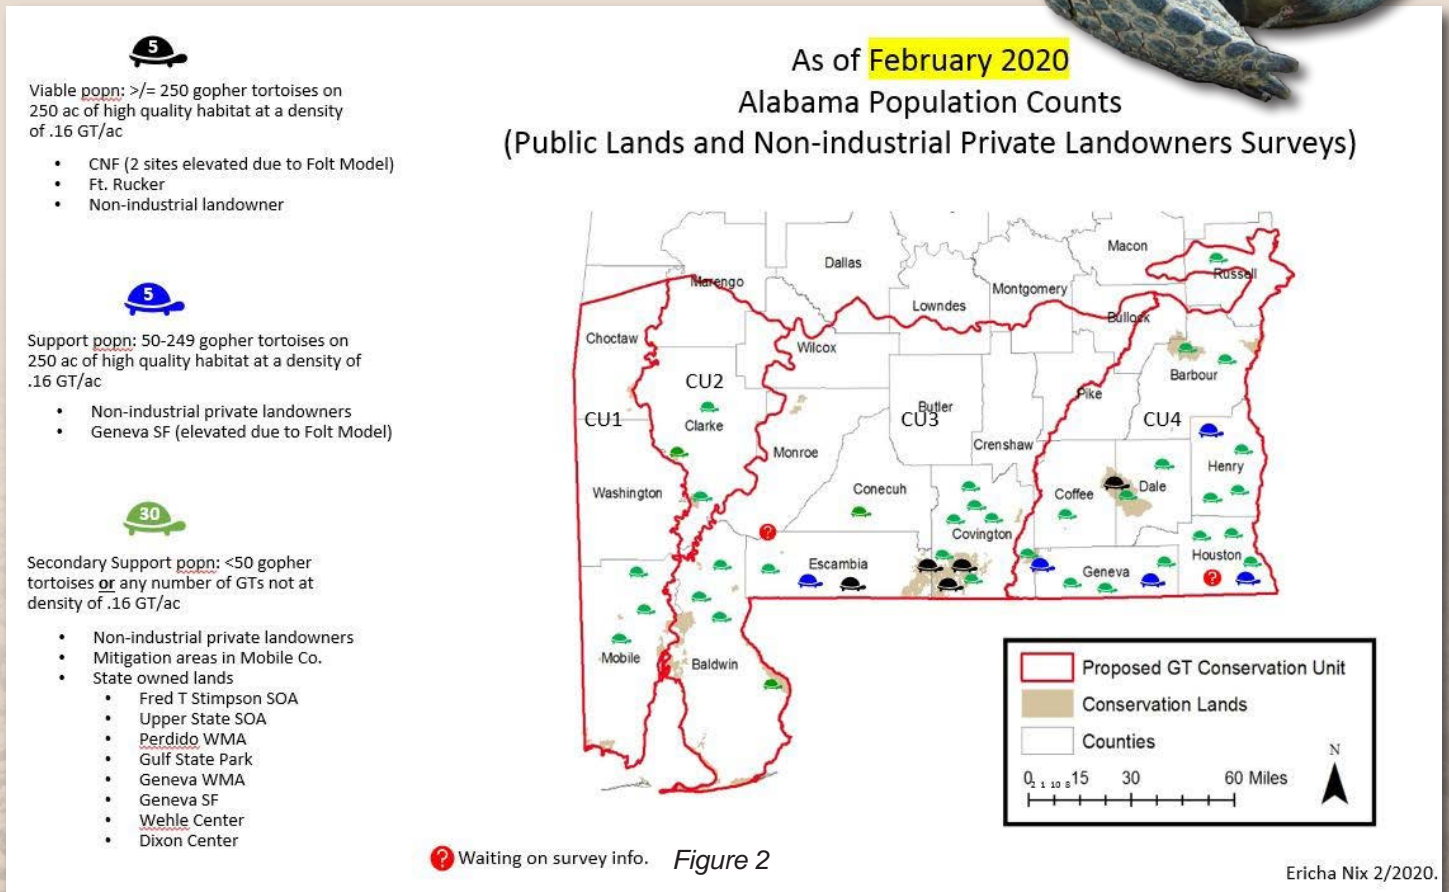 5
Viable popn: >/= 250 gopher tortoises on
250 ac of high quality habitat at a density
of .16 GT/ac
• CNF (2 sites elevated due to Folt Model)
• Ft. Rucker
• Non-industrial landowner
5
Support popn: 50-249 gopher tortoises on
250 ac of high quality habitat at a density of
.16 GT/ac
• Non-industrial private landowners
• Geneva SF (elevated due to Folt Model)
30
Secondary Support popn: <50 gopher
tortoises or any number of GTs not at
density of .16 GT/ac
• Non-industrial private landowners
• Mitigation areas in Mobile Co.
• State owned lands
• Fred T Stimpson SOA
• Upper State SOA
• Perdido WMA
• Gulf State Park
• Geneva WMA
• Geneva SF
• Wehle Center
• Dixon Center
As of February 2020
Alabama Population Counts
(Public Lands and Non-industrial Private Landowners Surveys)
Macon
Dallas
Russell
Marengo
Montgomery
Lowndes
Bullock
Choctaw
Wilcox
Barbour
CU2
Pike
Butler
CU1
CU3
CU4
Clarke
Crenshaw
Monroe
Henry
Washington
Conecuh
Coffee
Dale
?
Covington
Houston
Escambia
Geneva
?
Mobile
Baldwin
Proposed GT Conservation Unit
Conservation Lands
Counties
N
0 2 1 10 8 15 30 60 Miles
? Waiting on survey info.
Figure 2
Ericha Nix 2/2020.